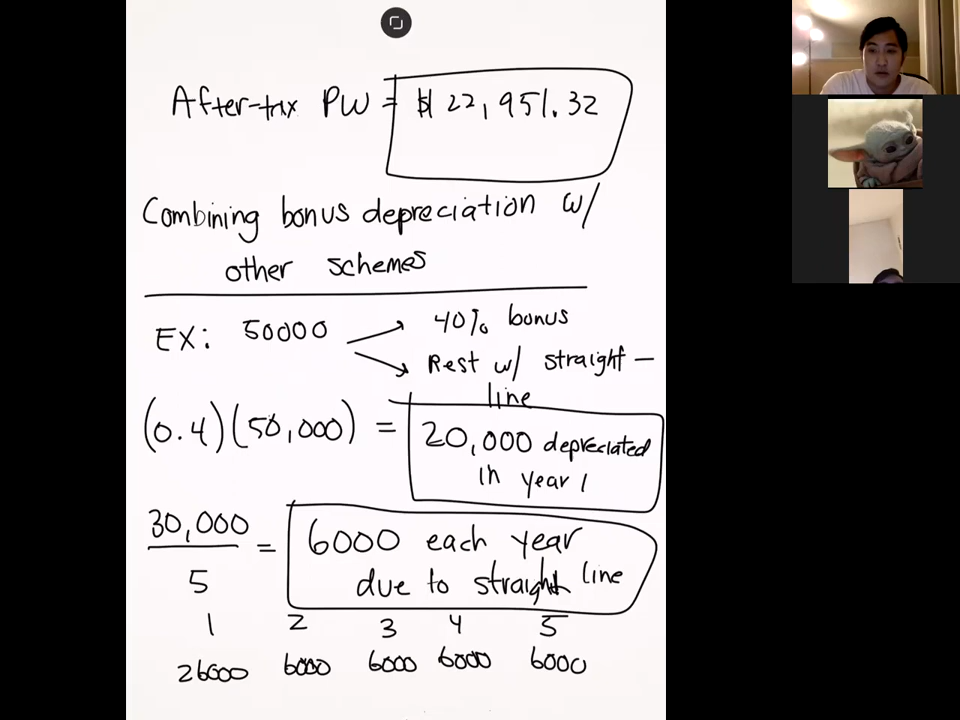 After-tax PW = $ 22,951.32
Combining bonus depreciation w/
other schemes
EX: 50000
40% bonus
Rest w/ straight-
line
(0.4)(50,000) = 20,000 depreciated
in year 1
30,000
5
= 6000 each year
due to straight line
1 2 3 4 5
26000 6000 6000 6000 6000